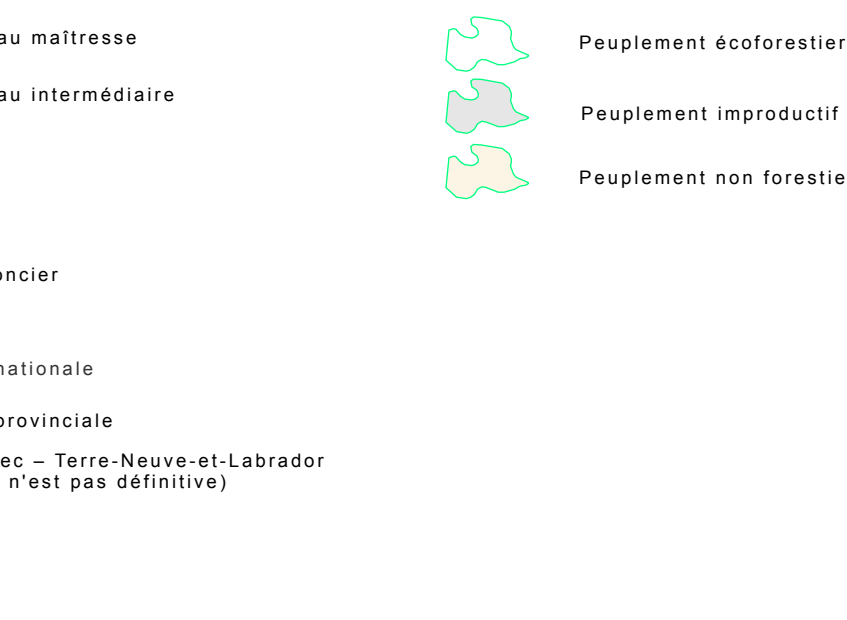 au maîtresse
au intermédiaire
oncier
nationale
provinciale
ec – Terre-Neuve-et-Labrador
n'est pas définitive)
Peuplement écoforestier
Peuplement improductif
Peuplement non forestie